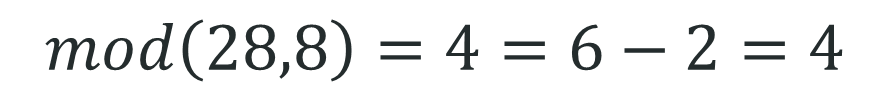 mod(28,8) = 4 = 6 − 2 = 4